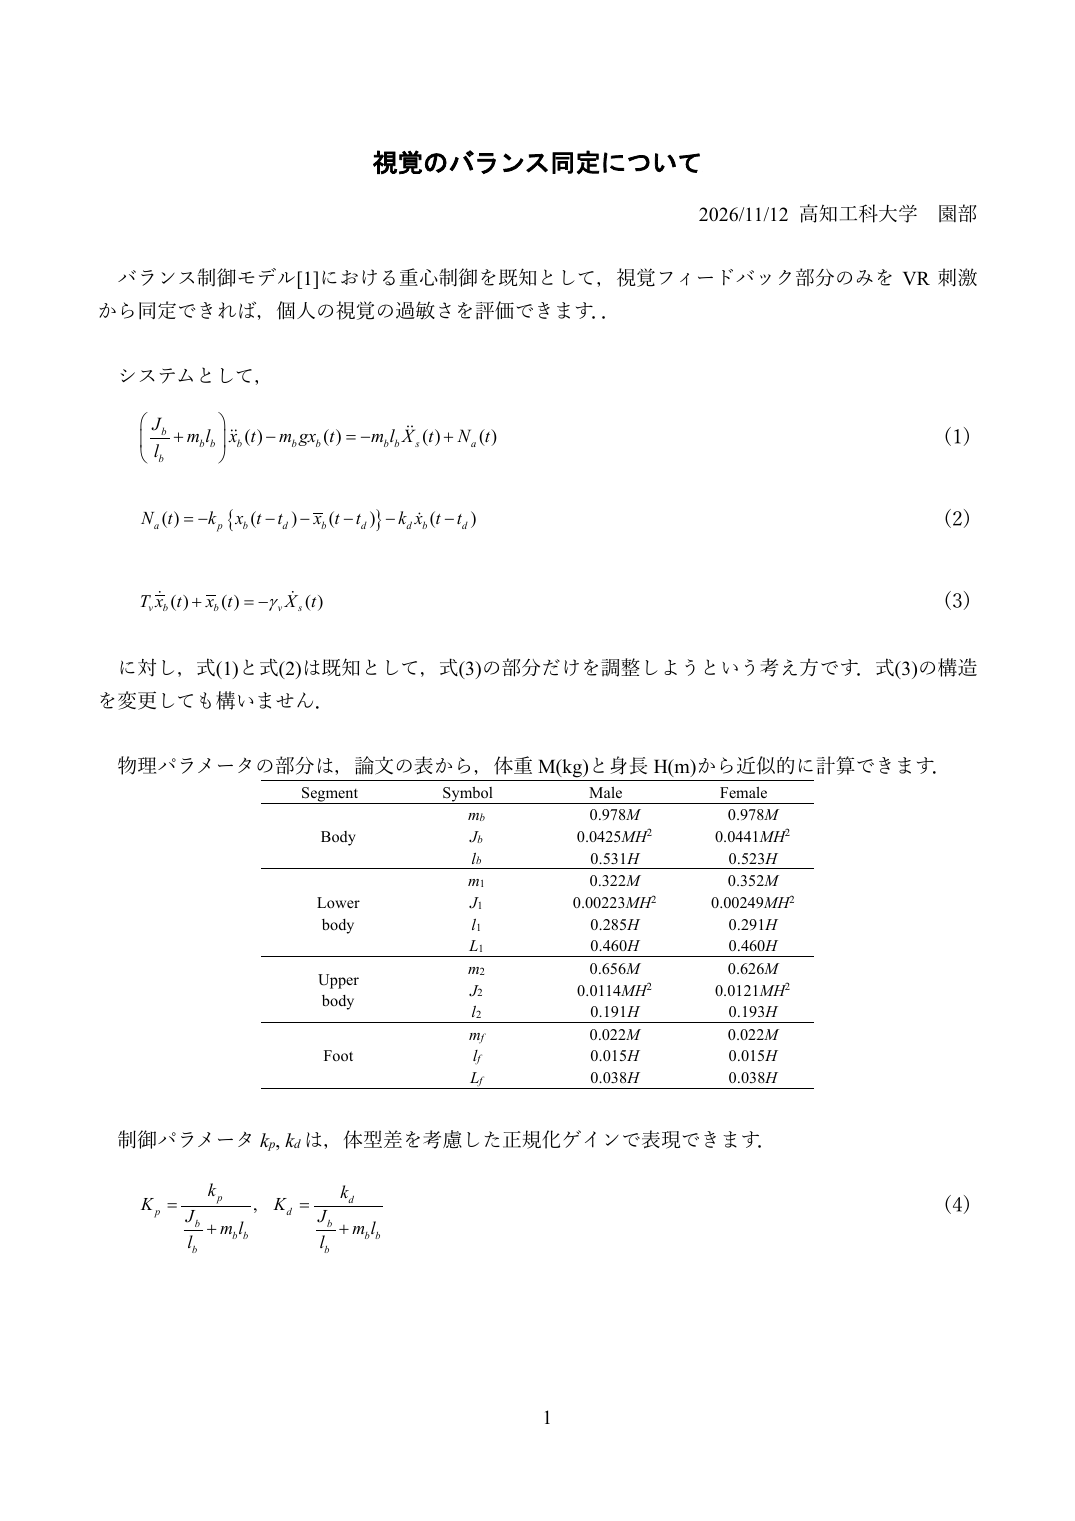 視覚のバランス同定について
2026/11/12 高知工科大学　園部
バランス制御モデル[1]における重心制御を既知として，視覚フィードバック部分のみを VR 刺激
から同定できれば，個人の視覚の過敏さを評価できます．．
システムとして，
(J_b/l_b + m_b l_b) ẍ_b(t) − m_b g x_b(t) = −m_b l_b Ẍ_s(t) + N_a(t) （1）
N_a(t) = −k_p {x_b(t − t_d) − x̄_b(t − t_d)} − k_d ẋ_b(t − t_d) （2）
T_v x̄̇_b(t) + x̄_b(t) = −γ_v Ẋ_s(t) （3）
に対し，式(1)と式(2)は既知として，式(3)の部分だけを調整しようという考え方です．式(3)の構造
を変更しても構いません．
物理パラメータの部分は，論文の表から，体重 M(kg)と身長 H(m)から近似的に計算できます．
Segment Symbol Male Female
m_b 0.978M 0.978M
Body J_b 0.0425MH² 0.0441MH²
l_b 0.531H 0.523H
m₁ 0.322M 0.352M
Lower J₁ 0.00223MH² 0.00249MH²
body l₁ 0.285H 0.291H
L₁ 0.460H 0.460H
m₂ 0.656M 0.626M
Upper
J₂ 0.0114MH² 0.0121MH²
body
l₂ 0.191H 0.193H
m_f 0.022M 0.022M
Foot l_f 0.015H 0.015H
L_f 0.038H 0.038H
制御パラメータ k_p, k_d は，体型差を考慮した正規化ゲインで表現できます．
K_p = k_p / (J_b/l_b + m_b l_b), K_d = k_d / (J_b/l_b + m_b l_b) （4）
1